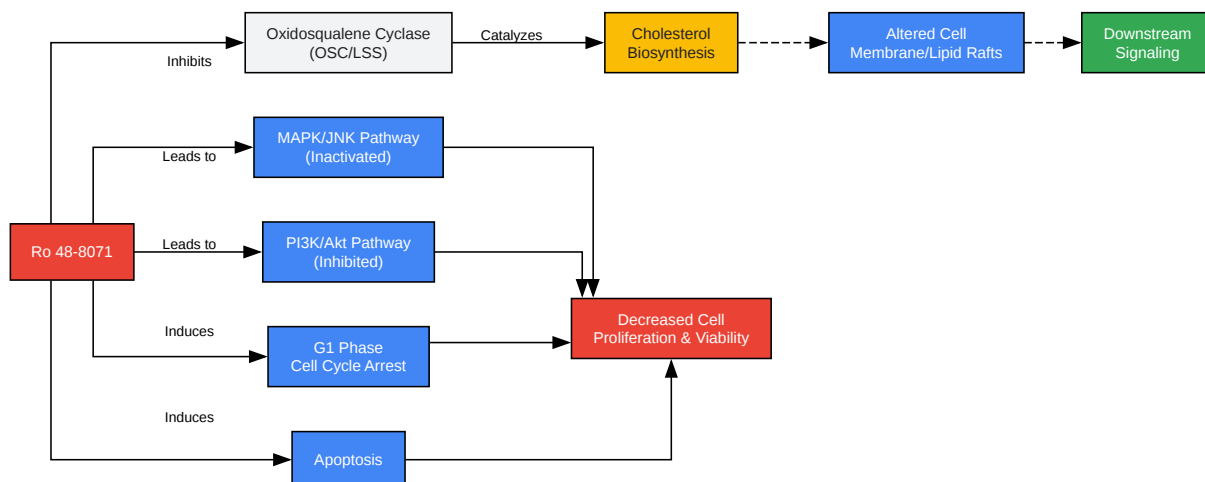 Oxidosqualene Cyclase
(OSC/LSS)
Catalyzes
Cholesterol
Biosynthesis
Altered Cell
Membrane/Lipid Rafts
Downstream
Signaling
Inhibits
MAPK/JNK Pathway
(Inactivated)
Leads to
Ro 48-8071
Leads to
PI3K/Akt Pathway
(Inhibited)
Decreased Cell
Proliferation & Viability
Induces
G1 Phase
Cell Cycle Arrest
Induces
Apoptosis